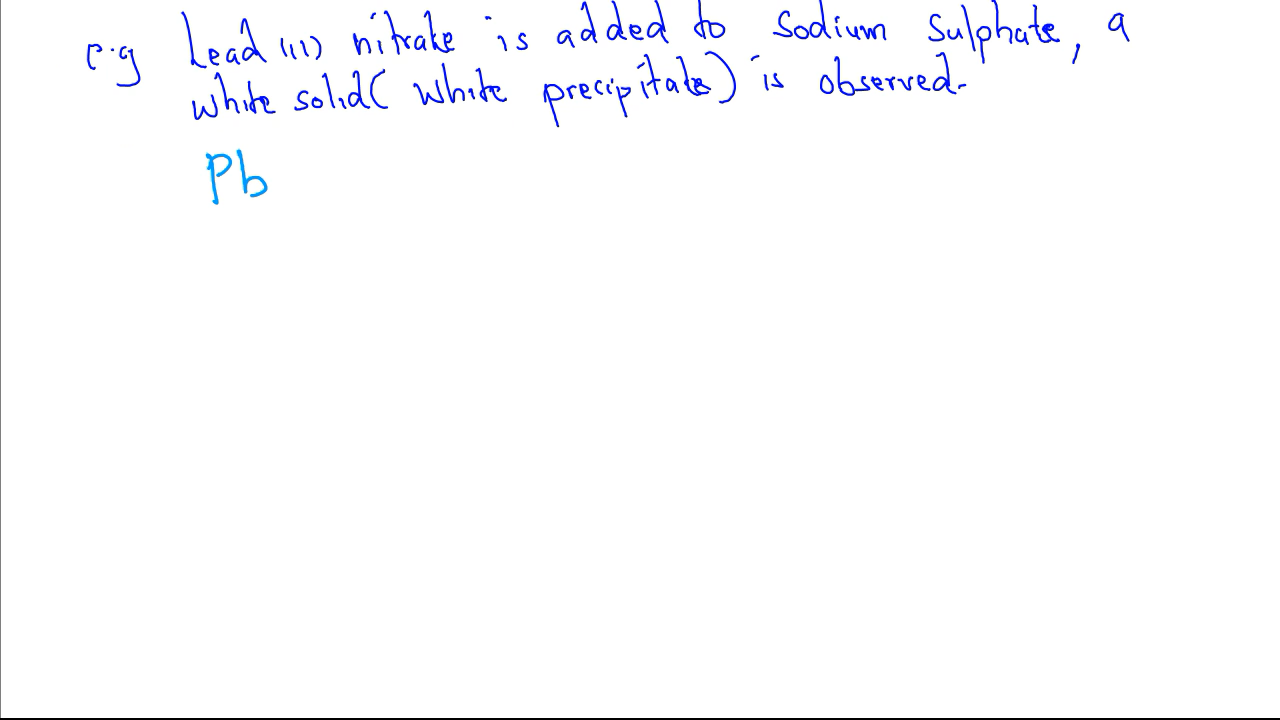 e.g Lead (II) nitrate is added to Sodium Sulphate, a
white solid( white precipitate) is observed.
Pb